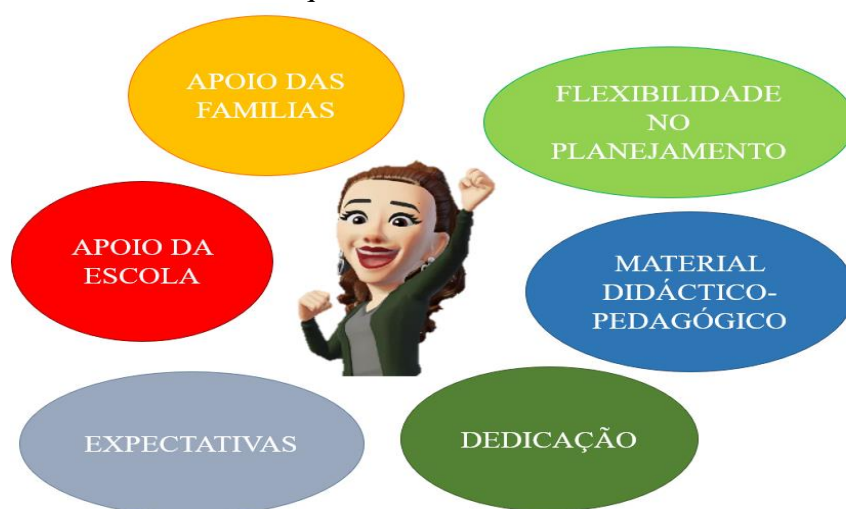 APOIO DAS
FAMILIAS
FLEXIBILIDADE
NO
PLANEJAMENTO
APOIO DA
ESCOLA
MATERIAL
DIDÁCTICO-
PEDAGÓGICO
EXPECTATIVAS
DEDICAÇÃO